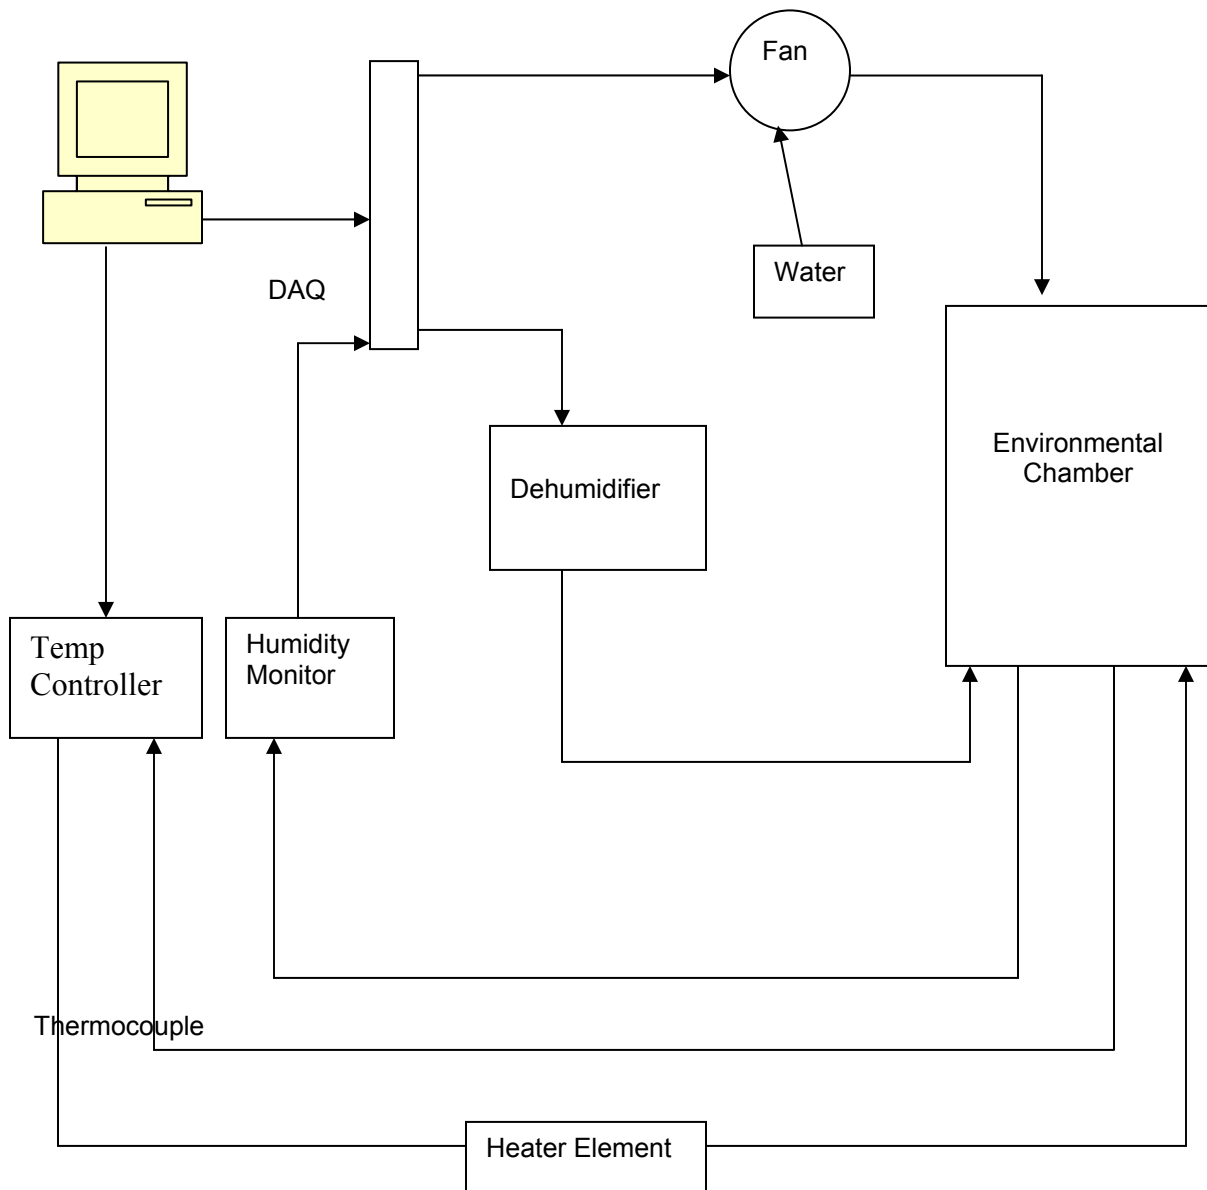 Fan
Water
DAQ
Environmental
Chamber
Dehumidifier
Temp
Controller
Humidity
Monitor
Thermocouple
Heater Element